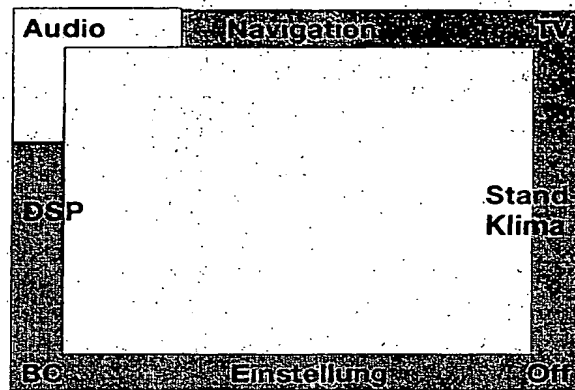 Audio Navigation TV
DSP
Stand
Klima
BC Einstellung Off